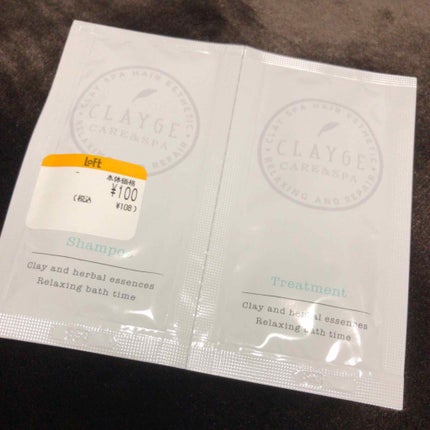 CLAY SPA HAIR ESTHETIC
CLAYGE
CARE&SPA
RELAXING AND REPAIR
Loft
本体価格
¥100
(税込 ¥108)
Shampoo
Clay and herbal essences
Relaxing bath time
CLAY SPA HAIR ESTHETIC
CLAYGE
CARE&SPA
RELAXING AND REPAIR
Treatment
Clay and herbal essences
Relaxing bath time